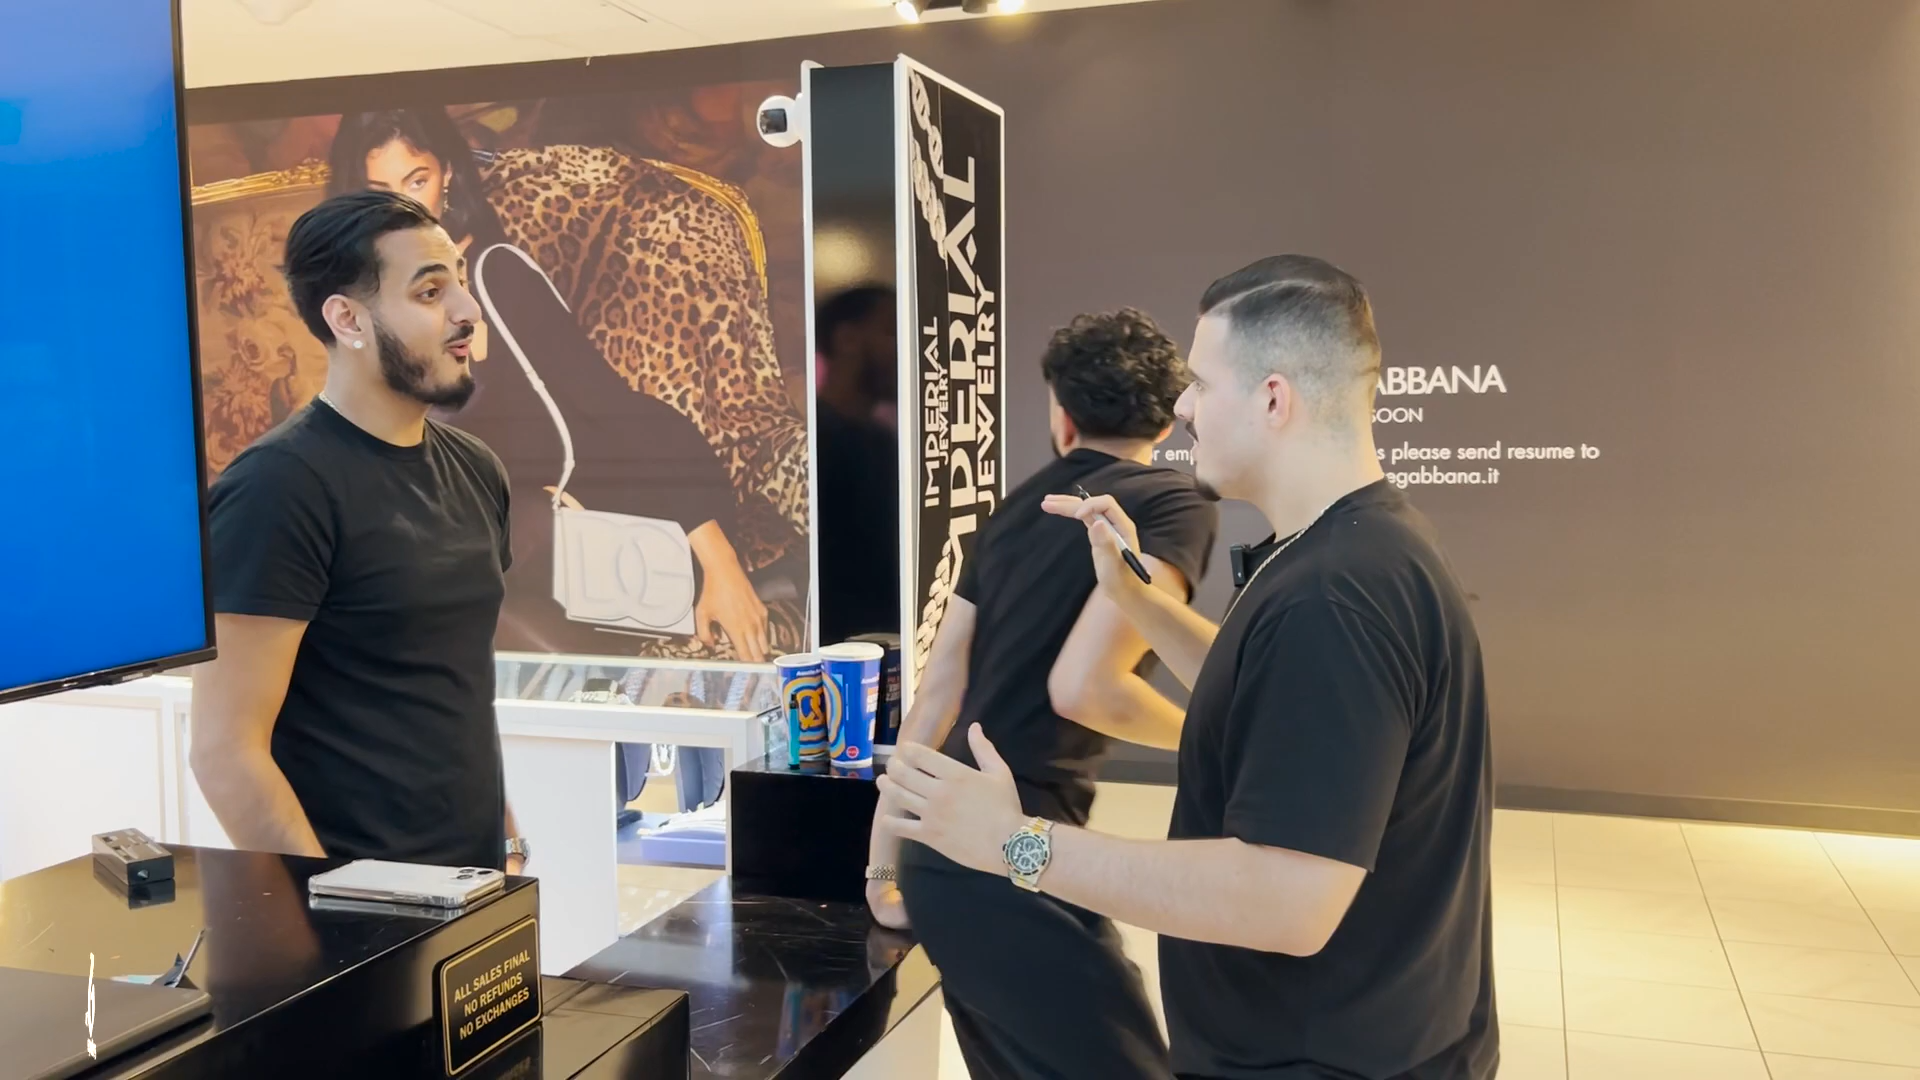 IMPERIAL
JEWELRY
IMPERIAL
JEWELRY
ABBANA
SOON
or emp
s please send resume to
egabbana.it
DG
ALL SALES FINAL
NO REFUNDS
NO EXCHANGES